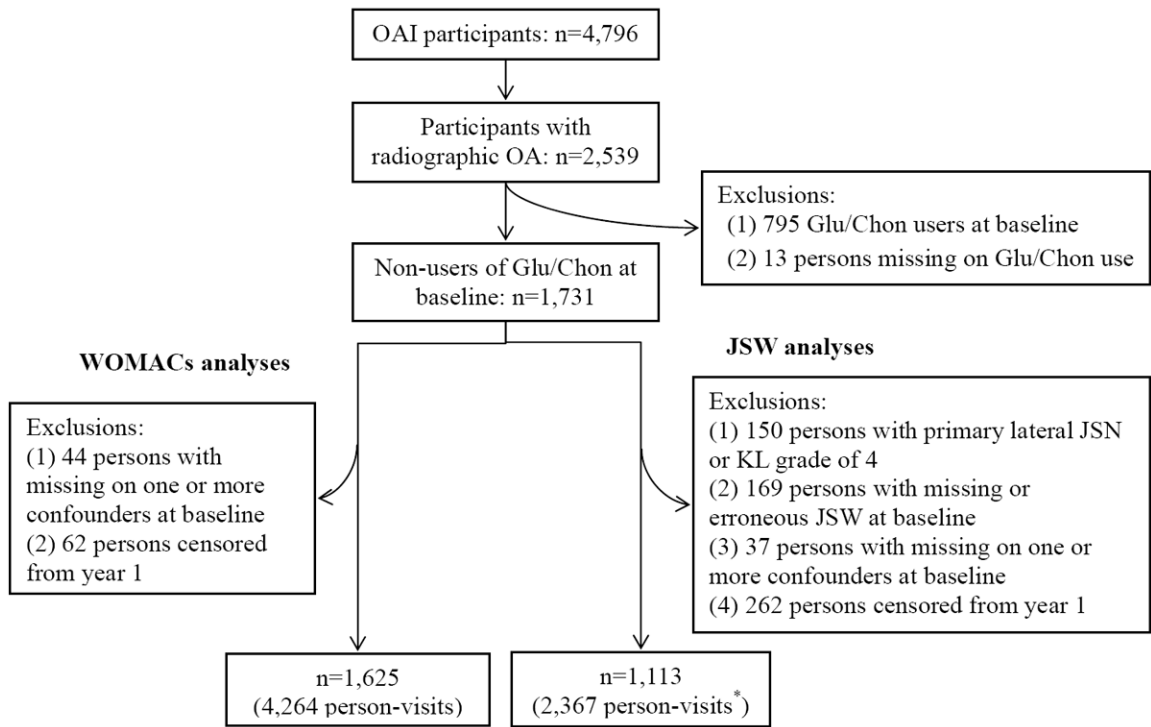 OAI participants: n=4,796
Participants with
radiographic OA: n=2,539
Exclusions:
(1) 795 Glu/Chon users at baseline
(2) 13 persons missing on Glu/Chon use
Non-users of Glu/Chon at
baseline: n=1,731
WOMACs analyses
Exclusions:
(1) 44 persons with
missing on one or more
confounders at baseline
(2) 62 persons censored
from year 1
JSW analyses
Exclusions:
(1) 150 persons with primary lateral JSN
or KL grade of 4
(2) 169 persons with missing or
erroneous JSW at baseline
(3) 37 persons with missing on one or
more confounders at baseline
(4) 262 persons censored from year 1
n=1,625
(4,264 person-visits)
n=1,113
(2,367 person-visits*)